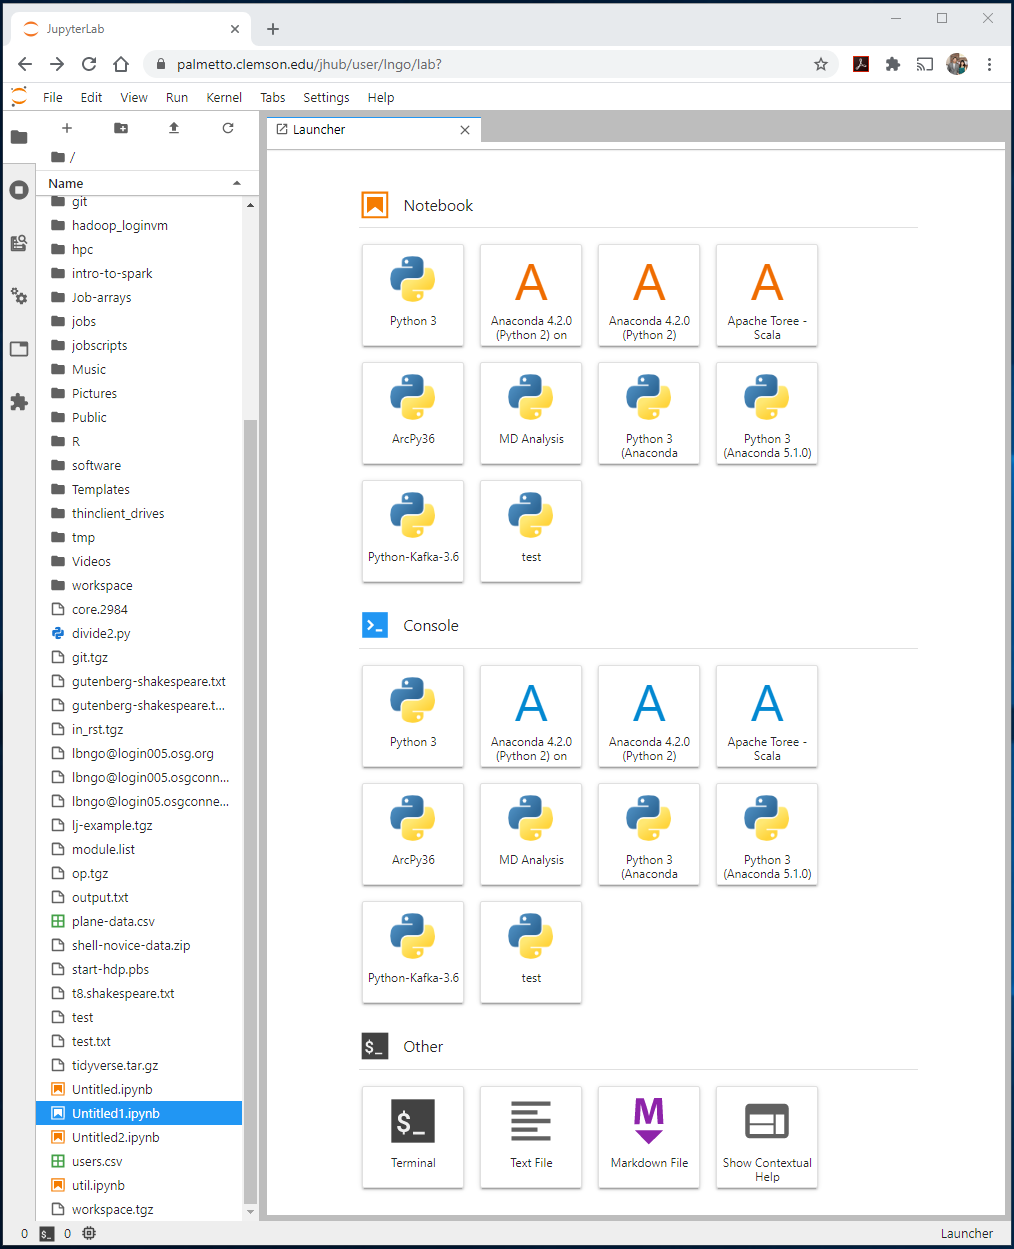 JupyterLab
palmetto.clemson.edu/jhub/user/lngo/lab?
File Edit View Run Kernel Tabs Settings Help
Launcher
/
Name
git
hadoop_loginvm
hpc
intro-to-spark
Job-arrays
jobs
jobscripts
Music
Pictures
Public
R
software
Templates
thinclient_drives
tmp
Videos
workspace
core.2984
divide2.py
git.tgz
gutenberg-shakespeare.txt
gutenberg-shakespeare.t...
in_rst.tgz
lbngo@login005.osg.org
lbngo@login005.osgconn...
lbngo@login05.osgconne...
lj-example.tgz
module.list
op.tgz
output.txt
plane-data.csv
shell-novice-data.zip
start-hdp.pbs
t8.shakespeare.txt
test
test.txt
tidyverse.tar.gz
Untitled.ipynb
Untitled1.ipynb
Untitled2.ipynb
users.csv
util.ipynb
workspace.tgz
Notebook
Python 3
A
Anaconda 4.2.0
(Python 2) on
A
Anaconda 4.2.0
(Python 2)
A
Apache Toree -
Scala
ArcPy36
MD Analysis
Python 3
(Anaconda
Python 3
(Anaconda 5.1.0)
Python-Kafka-3.6
test
>_ Console
Python 3
A
Anaconda 4.2.0
(Python 2) on
A
Anaconda 4.2.0
(Python 2)
A
Apache Toree -
Scala
ArcPy36
MD Analysis
Python 3
(Anaconda
Python 3
(Anaconda 5.1.0)
Python-Kafka-3.6
test
$_ Other
$_
Terminal
Text File
M
Markdown File
Show Contextual
Help
0 $_ 0
Launcher